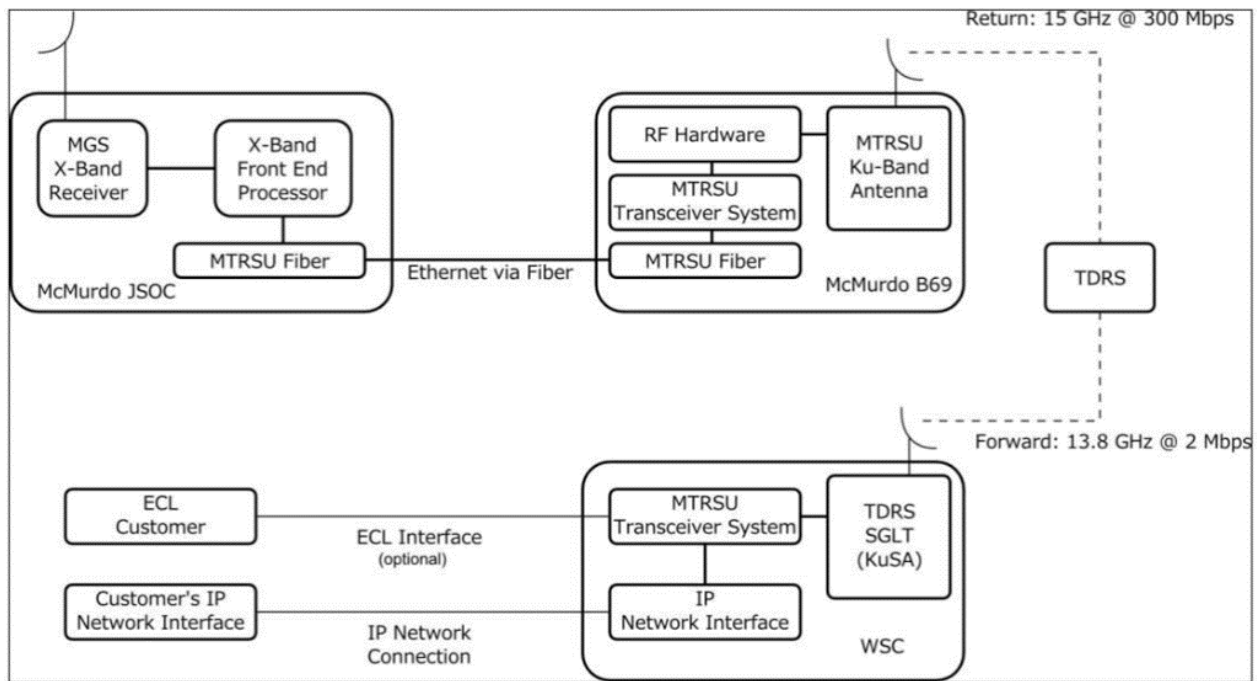 Return: 15 GHz @ 300 Mbps
MGS
X-Band
Receiver
X-Band
Front End
Processor
MTRSU Fiber
McMurdo JSOC
Ethernet via Fiber
RF Hardware
MTRSU
Transceiver System
MTRSU Fiber
MTRSU
Ku-Band
Antenna
McMurdo B69
TDRS
Forward: 13.8 GHz @ 2 Mbps
ECL
Customer
ECL Interface
(optional)
MTRSU
Transceiver System
TDRS
SGLT
(KuSA)
Customer's IP
Network Interface
IP Network
Connection
IP
Network Interface
WSC